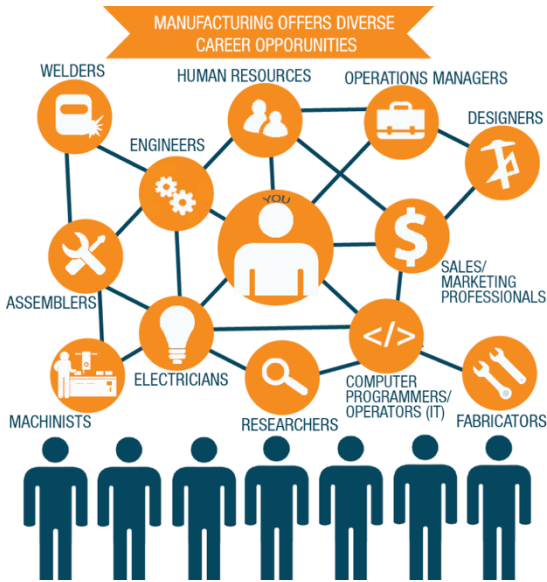 MANUFACTURING OFFERS DIVERSE
CAREER OPPORUNITIES
WELDERS
HUMAN RESOURCES
OPERATIONS MANAGERS
DESIGNERS
ENGINEERS
YOU
SALES/
MARKETING
PROFESSIONALS
ASSEMBLERS
</>
ELECTRICIANS
COMPUTER
PROGRAMMERS/
OPERATORS (IT)
MACHINISTS
RESEARCHERS
FABRICATORS